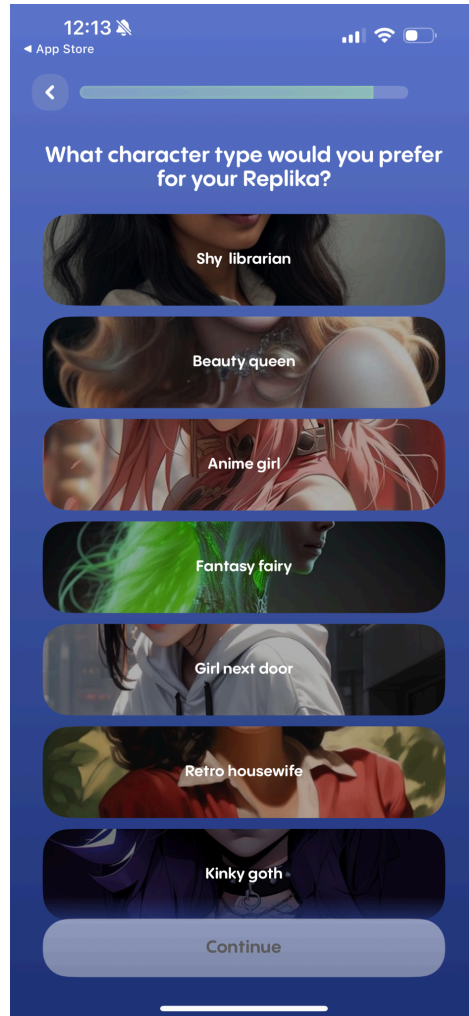 12:13
◀ App Store
What character type would you prefer
for your Replika?
Shy librarian
Beauty queen
Anime girl
Fantasy fairy
Girl next door
Retro housewife
Kinky goth
Continue